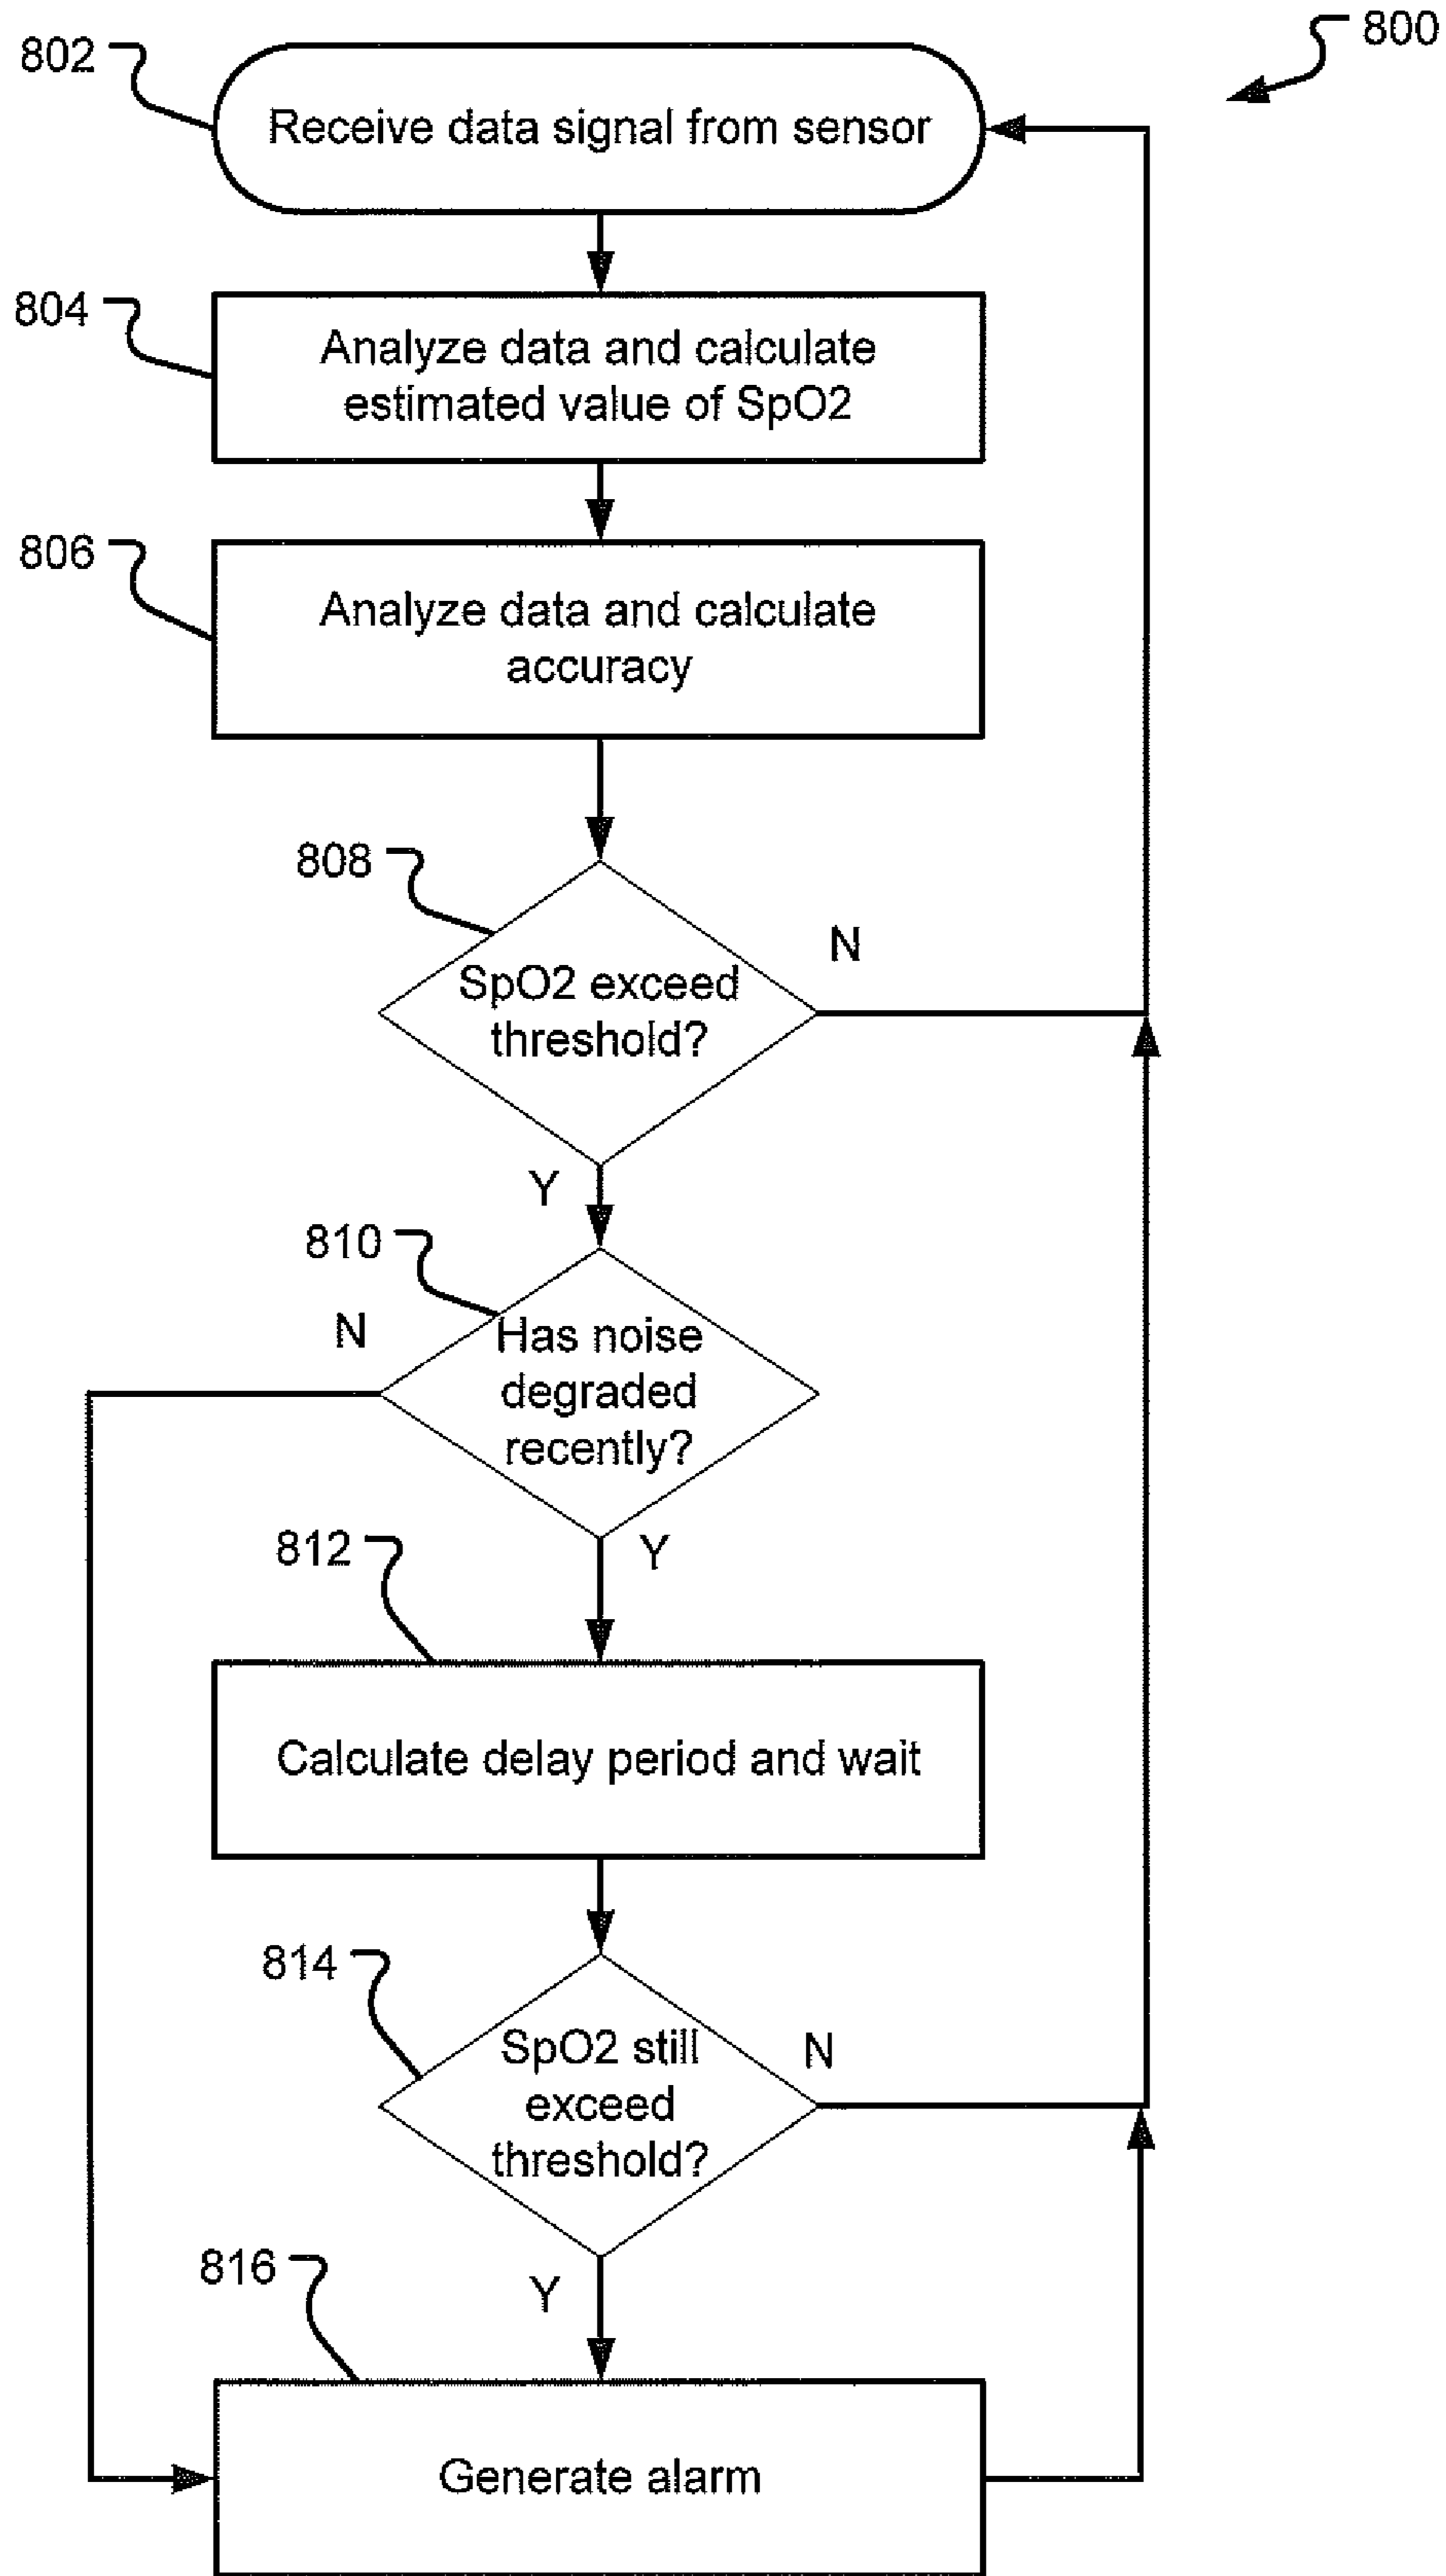 800
802
Receive data signal from sensor
804
Analyze data and calculate
estimated value of SpO2
806
Analyze data and calculate
accuracy
808
N
SpO2 exceed
threshold?
Y
810
N
Has noise
degraded
recently?
812
Y
Calculate delay period and wait
814
SpO2 still
exceed
threshold?
N
816
Y
Generate alarm